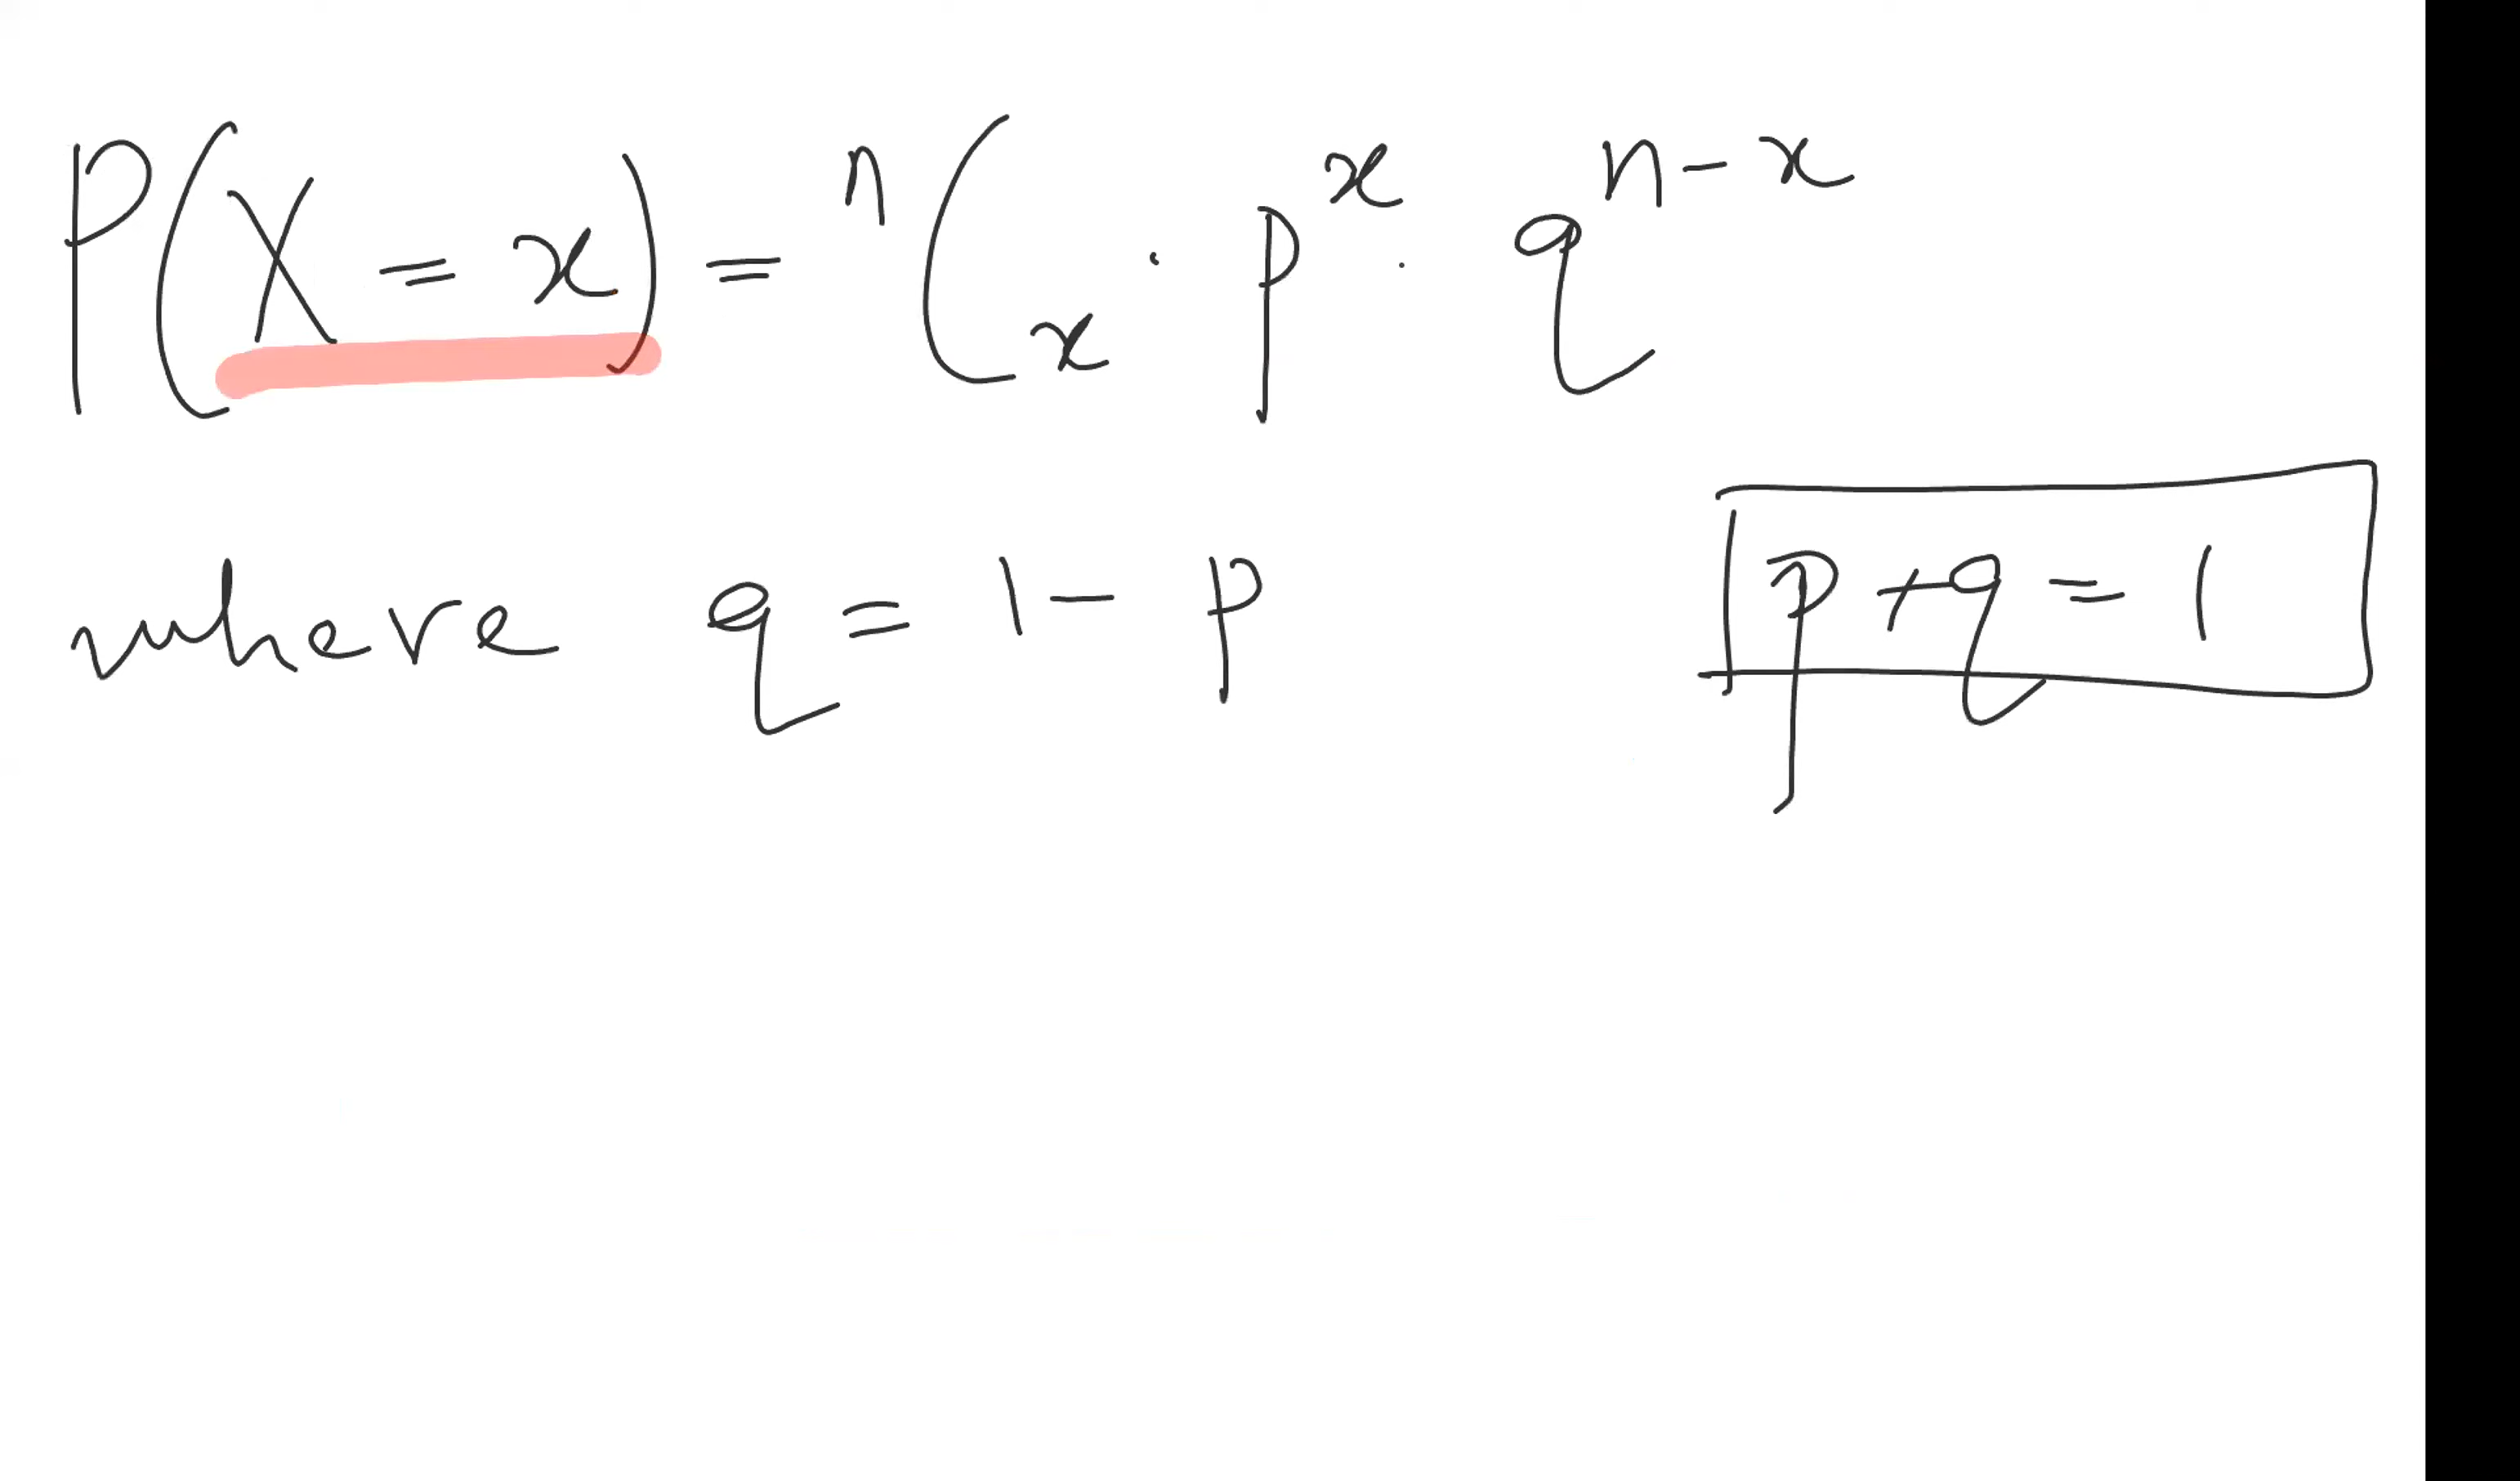 P(X = x) = ⁿCₓ · pˣ · qⁿ⁻ˣ
where q = 1 - p
p + q = 1